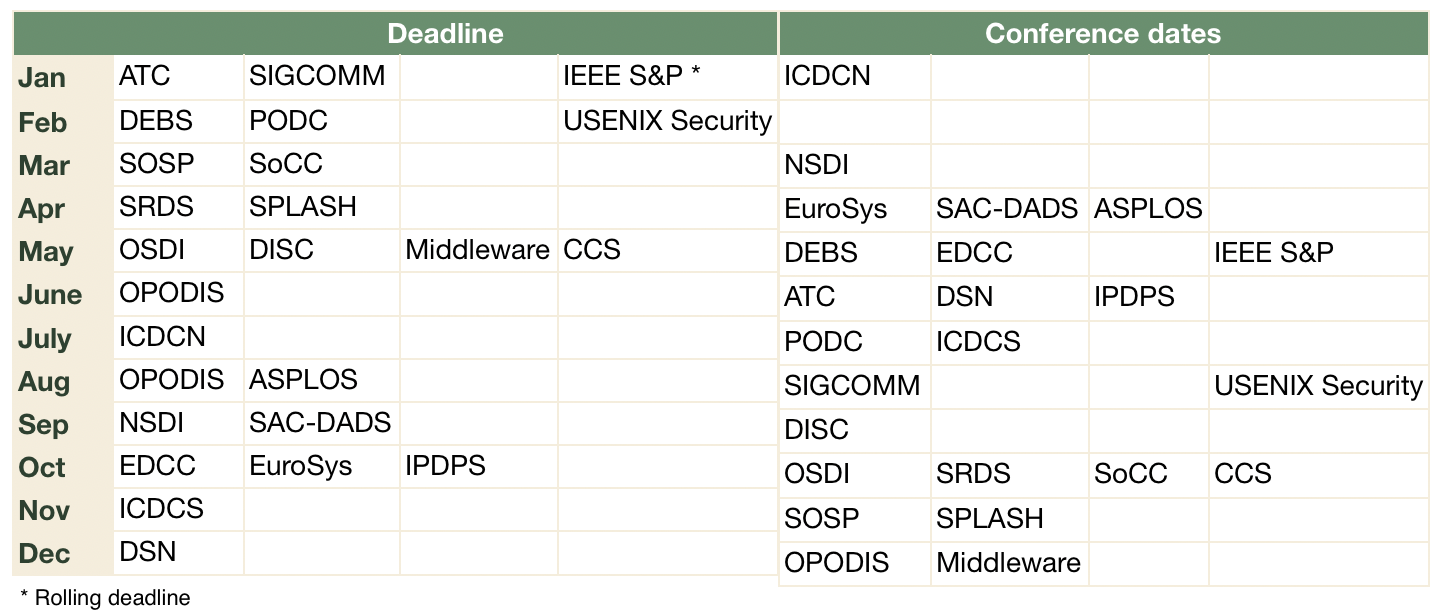 Deadline Conference dates
Jan ATC SIGCOMM IEEE S&P * ICDCN
Feb DEBS PODC USENIX Security
Mar SOSP SoCC NSDI
Apr SRDS SPLASH EuroSys SAC-DADS ASPLOS
May OSDI DISC Middleware CCS DEBS EDCC IEEE S&P
June OPODIS ATC DSN IPDPS
July ICDCN PODC ICDCS
Aug OPODIS ASPLOS SIGCOMM USENIX Security
Sep NSDI SAC-DADS DISC
Oct EDCC EuroSys IPDPS OSDI SRDS SoCC CCS
Nov ICDCS SOSP SPLASH
Dec DSN OPODIS Middleware
* Rolling deadline